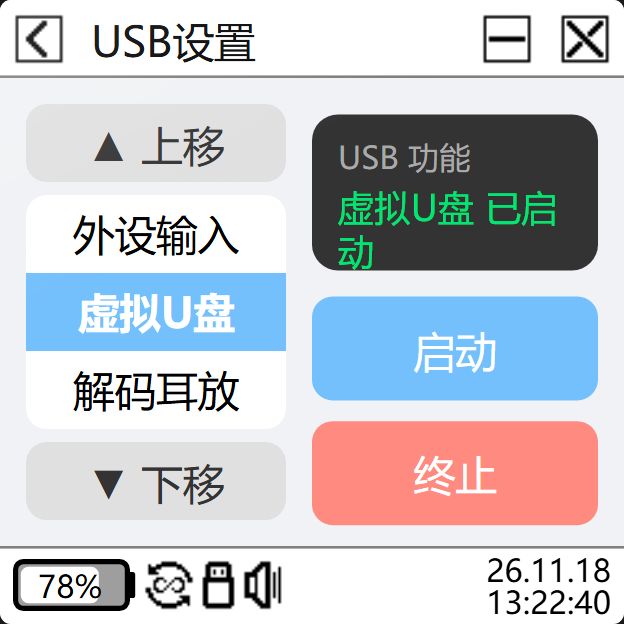 USB设置
▲ 上移
外设输入
虚拟U盘
解码耳放
▼ 下移
USB 功能
虚拟U盘 已启
动
启动
终止
78%
26.11.18
13:22:40